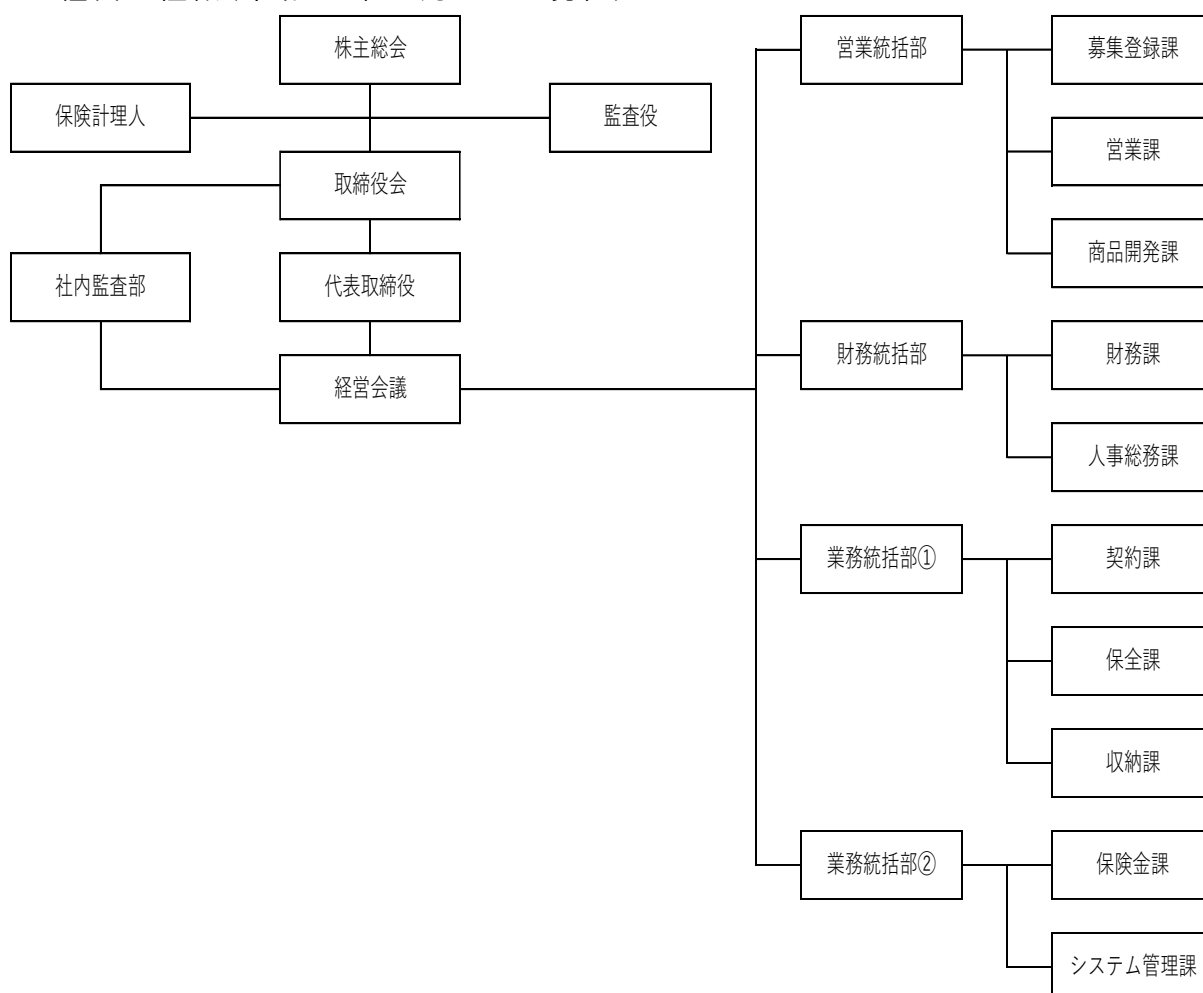 株主総会
保険計理人
監査役
取締役会
社内監査部
代表取締役
経営会議
営業統括部
募集登録課
営業課
商品開発課
財務統括部
財務課
人事総務課
業務統括部①
契約課
保全課
収納課
業務統括部②
保険金課
システム管理課